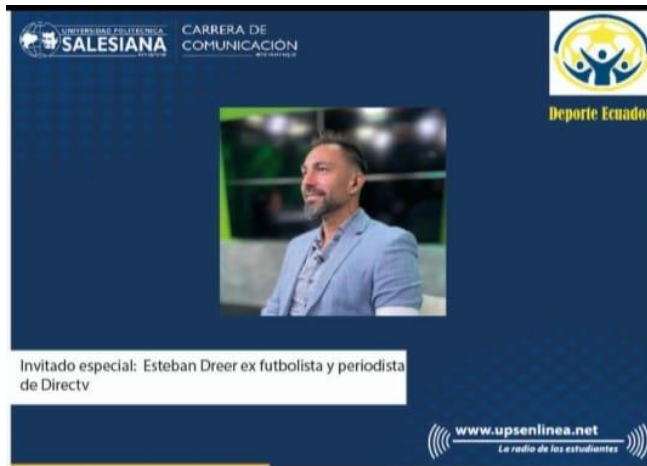 UNIVERSIDAD POLITÉCNICA
SALESIANA
CARRERA DE
COMUNICACIÓN
Deporte Ecuador
Invitado especial: Esteban Dreer ex futbolista y periodista
de Directv
www.upsenlinea.net
La radio de los estudiantes